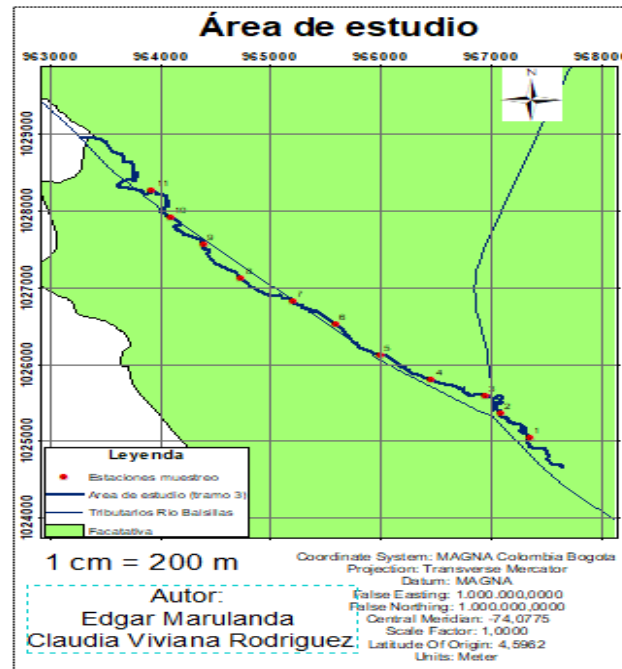 Área de estudio
963000 964000 965000 966000 967000 968000
N
1029000
1028000
1027000
1026000
1025000
1024000
11
10
9
8
7
6
5
4
3
2
1
Leyenda
Estaciones muestreo
Area de estudio (tramo 3)
Tributarios Rio Balsillas
Facatativa
1 cm = 200 m
Autor:
Edgar Marulanda
Claudia Viviana Rodriguez
Coordinate System: MAGNA Colombia Bogota
Projection: Transverse Mercator
Datum: MAGNA
False Easting: 1.000.000,0000
False Northing: 1.000.000,0000
Central Meridian: -74,0775
Scale Factor: 1,0000
Latitude Of Origin: 4,5962
Units: Meter